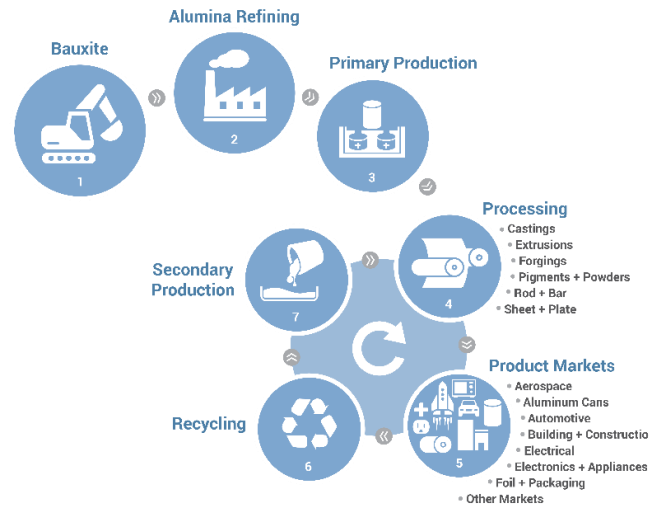 Alumina Refining
Bauxite
Primary Production
1
2
3
Processing
• Castings
• Extrusions
• Forgings
• Pigments + Powders
• Rod + Bar
• Sheet + Plate
4
Secondary
Production
7
Product Markets
• Aerospace
• Aluminum Cans
• Automotive
• Building + Constructio
• Electrical
• Electronics + Appliances
• Foil + Packaging
• Other Markets
5
Recycling
6